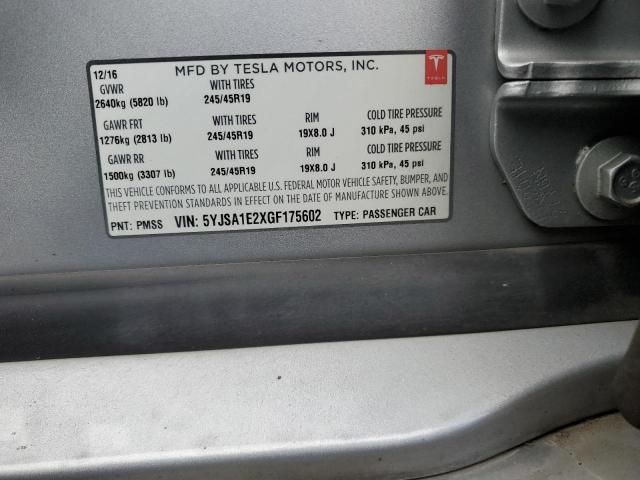 12/16 MFD BY TESLA MOTORS, INC.
TESLA
GVWR WITH TIRES
2640kg (5820 lb) 245/45R19
GAWR FRT WITH TIRES RIM COLD TIRE PRESSURE
1276kg (2813 lb) 245/45R19 19X8.0 J 310 kPa, 45 psi
GAWR RR WITH TIRES RIM COLD TIRE PRESSURE
1500kg (3307 lb) 245/45R19 19X8.0 J 310 kPa, 45 psi
THIS VEHICLE CONFORMS TO ALL APPLICABLE U.S. FEDERAL MOTOR VEHICLE SAFETY, BUMPER, AND
THEFT PREVENTION STANDARDS IN EFFECT ON THE DATE OF MANUFACTURE SHOWN ABOVE.
PNT: PMSS VIN: 5YJSA1E2XGF175602 TYPE: PASSENGER CAR